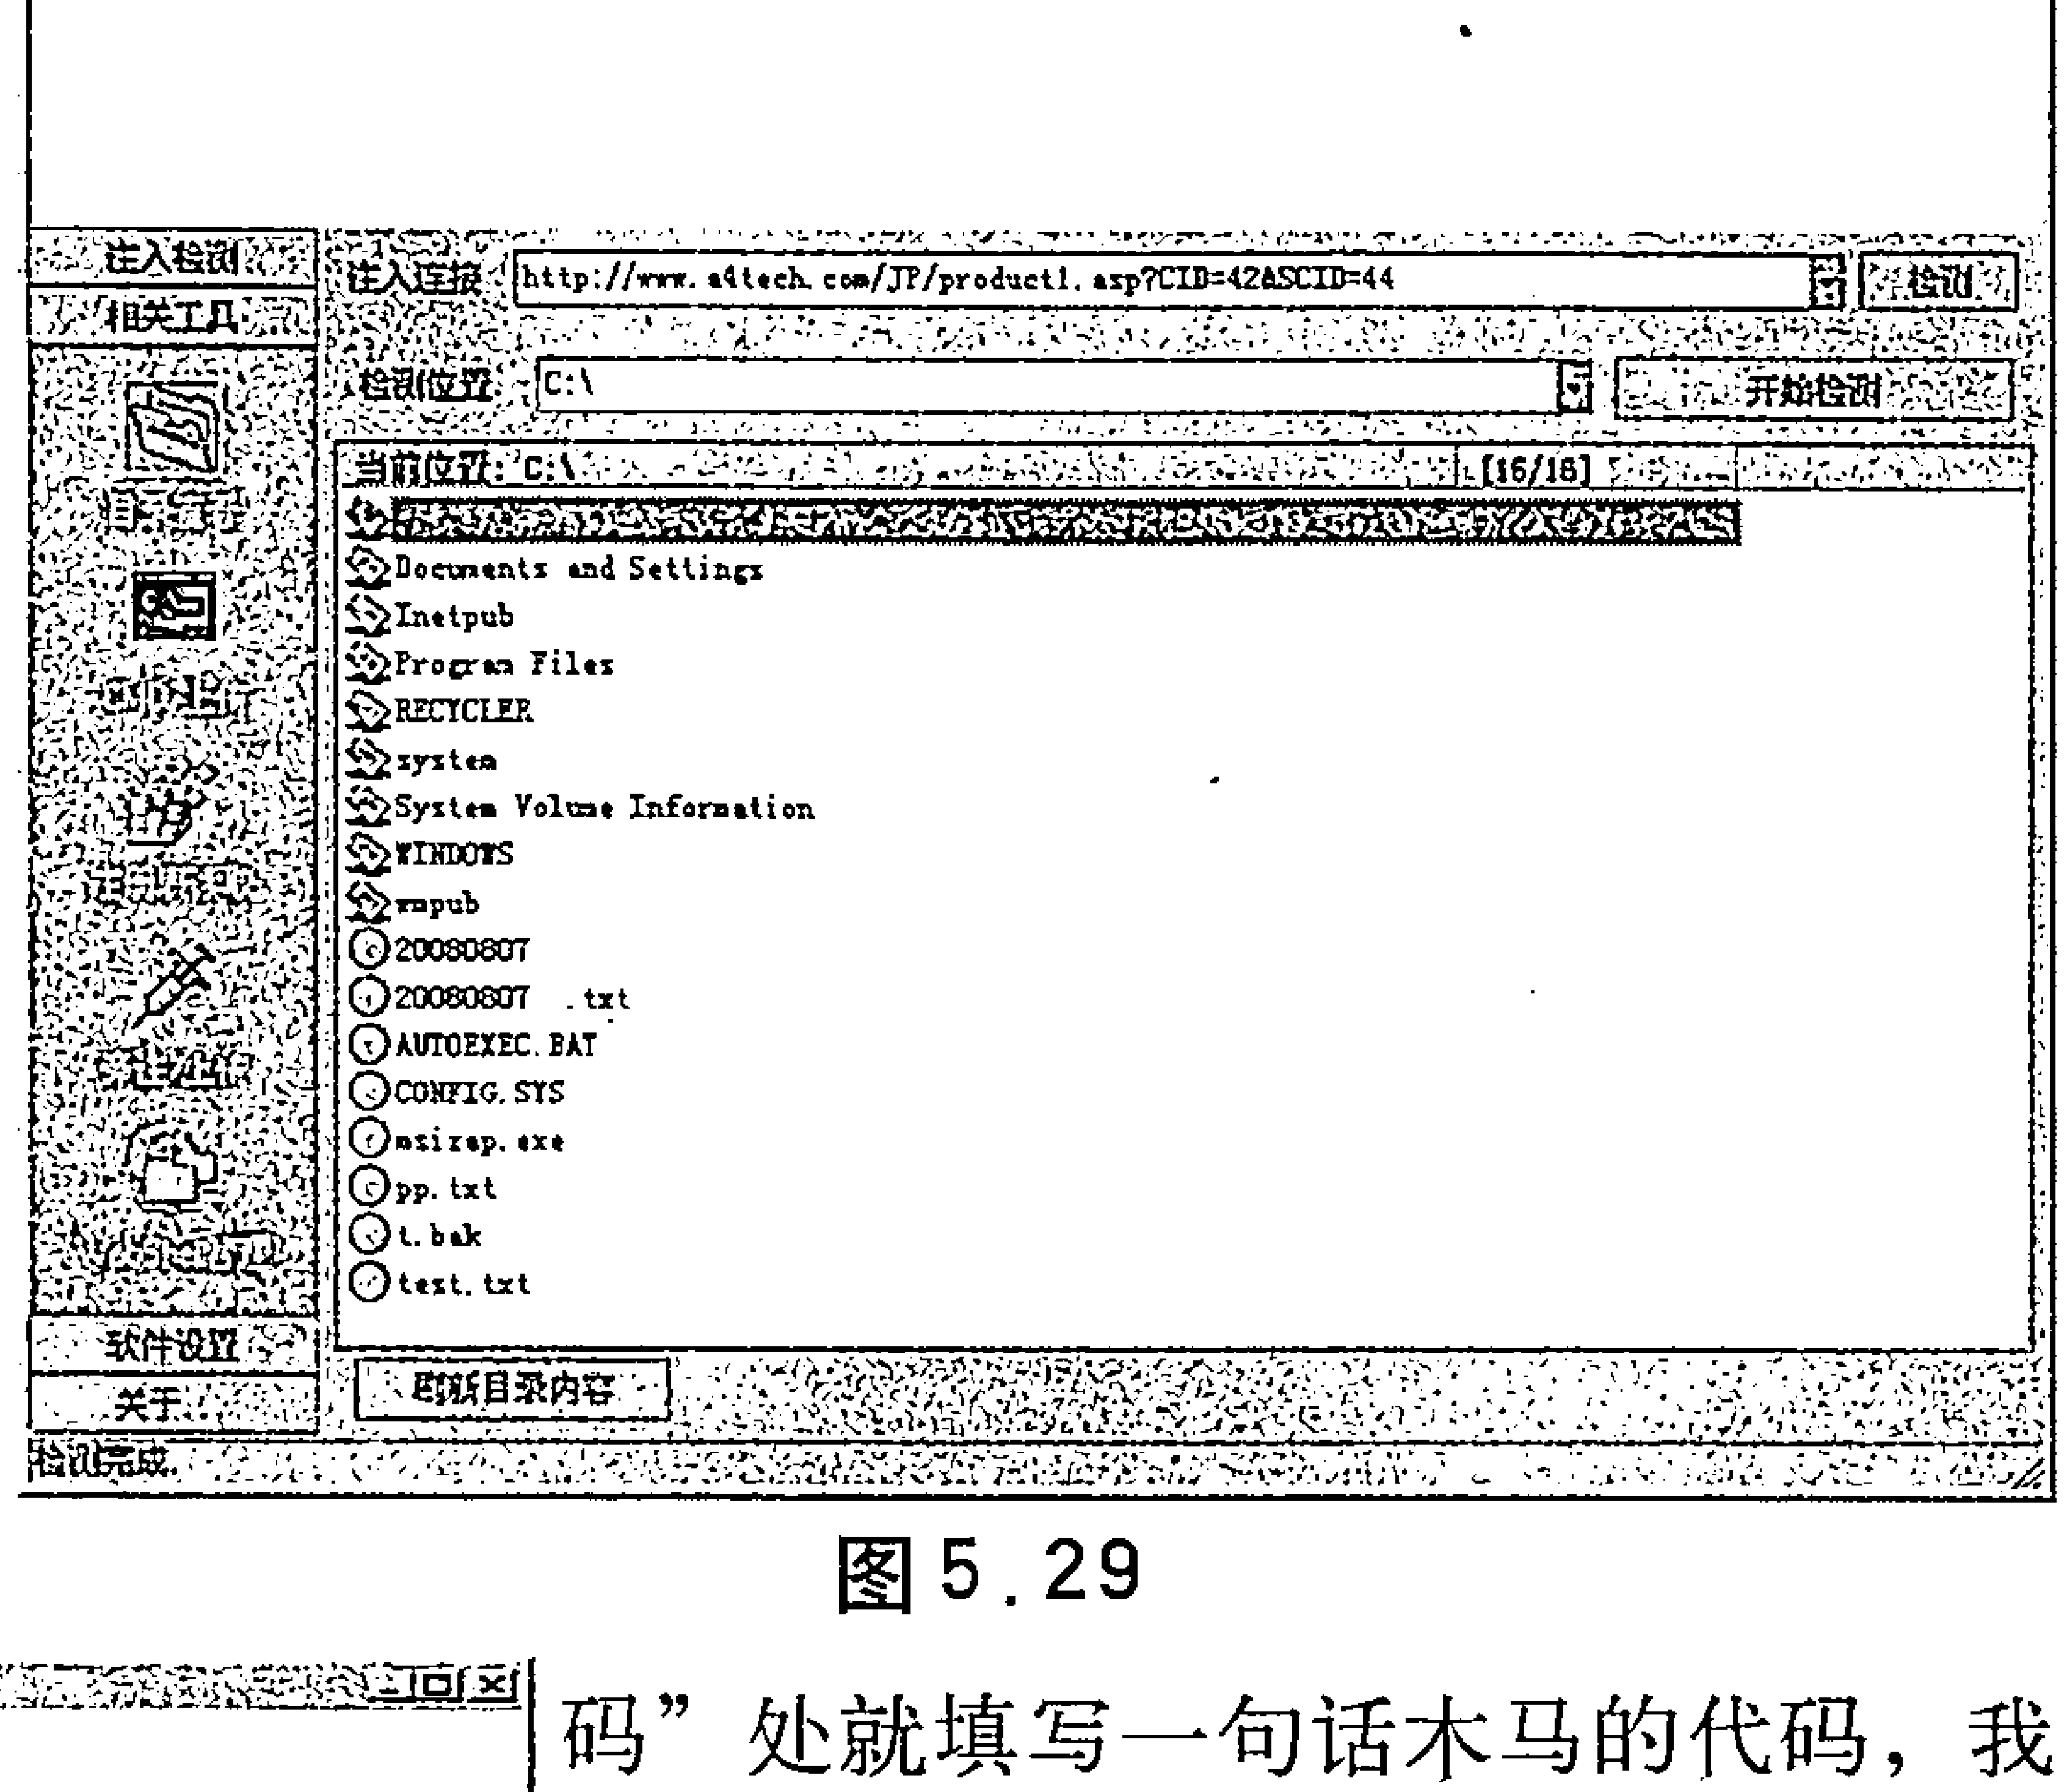 注入检测
相关工具
注入连接 http://www.a4tech.com/JP/product1.asp?CID=42&SCID=44 检测
检测位置 C:\ 开始检测
当前位置: C:\ [16/16]
Documents and Settings
Inetpub
Program Files
RECYCLER
system
System Volume Information
WINDOWS
wmpub
20080807
20080807 .txt
AUTOEXEC.BAT
CONFIG.SYS
msizap.exe
pp.txt
t.bak
test.txt
软件设置
关于
刷新目录内容
检测完成
图5.29
码”处就填写一句话木马的代码，我